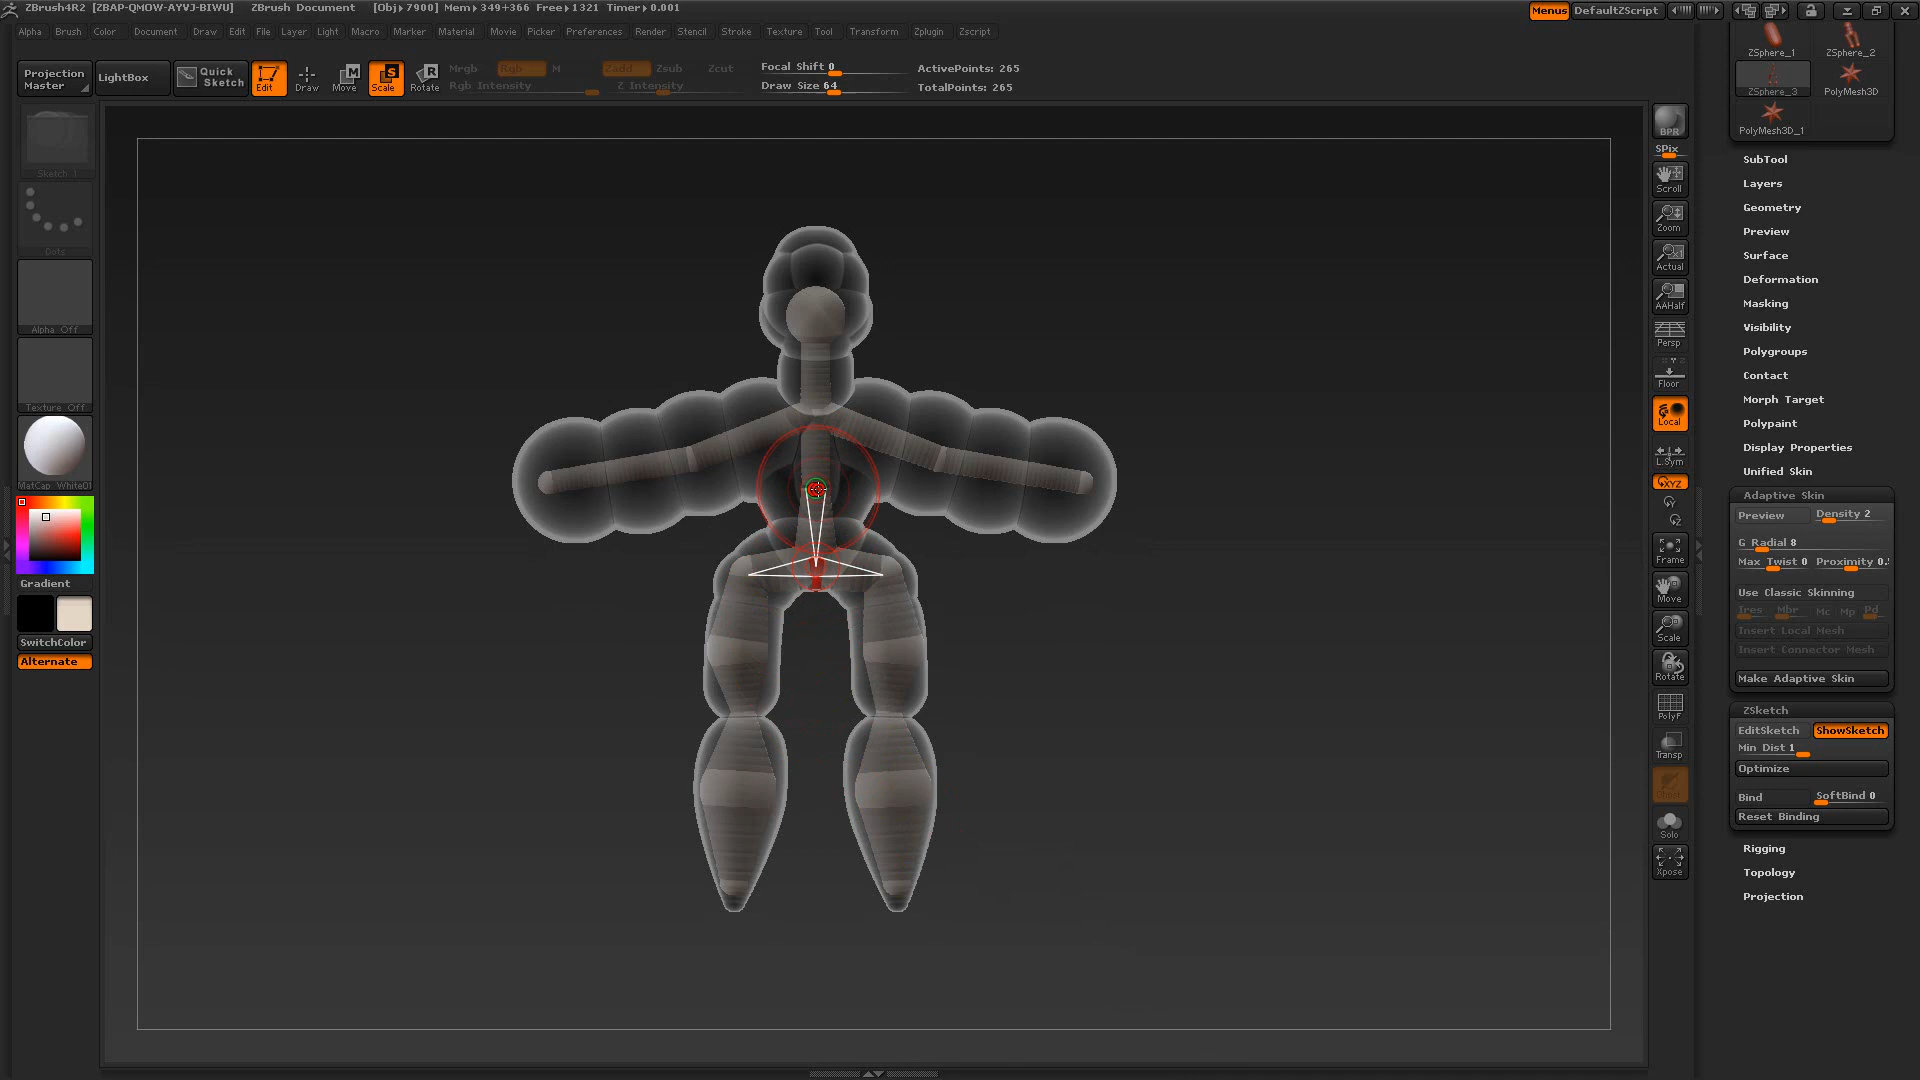 ZBrush4R2 [ZBAP-QMOW-AYVJ-BIWU] ZBrush Document [Obj▸7900] Mem▸349+366 Free▸1321 Timer▸0.001 Menus DefaultZScript
Alpha Brush Color Document Draw Edit File Layer Light Macro Marker Material Movie Picker Preferences Render Stencil Stroke Texture Tool Transform Zplugin Zscript
Projection Master
LightBox
Quick Sketch
Edit
Draw
Move
Scale
Rotate
Mrgb Rgb M
Rgb Intensity
Zadd Zsub Zcut
Z Intensity
Focal Shift 0
Draw Size 64
ActivePoints: 265
TotalPoints: 265
Sketch 1
Dots
Alpha Off
Texture Off
MatCap White01
Gradient
SwitchColor
Alternate
BPR
SPix
Scroll
Zoom
Actual
AAHalf
Persp
Floor
Local
L.Sym
XYZ
Y
Z
Frame
Move
Scale
Rotate
PolyF
Transp
Solo
Xpose
ZSphere_1 ZSphere_2
ZSphere_3 PolyMesh3D
PolyMesh3D_1
SubTool
Layers
Geometry
Preview
Surface
Deformation
Masking
Visibility
Polygroups
Contact
Morph Target
Polypaint
Display Properties
Unified Skin
Adaptive Skin
Preview Density 2
G Radial 8
Max Twist 0 Proximity 0.
Use Classic Skinning
Ires Mbr Mc Mp Pd
Insert Local Mesh
Insert Connector Mesh
Make Adaptive Skin
ZSketch
EditSketch ShowSketch
Min Dist 1
Optimize
Bind SoftBind 0
Reset Binding
Rigging
Topology
Projection